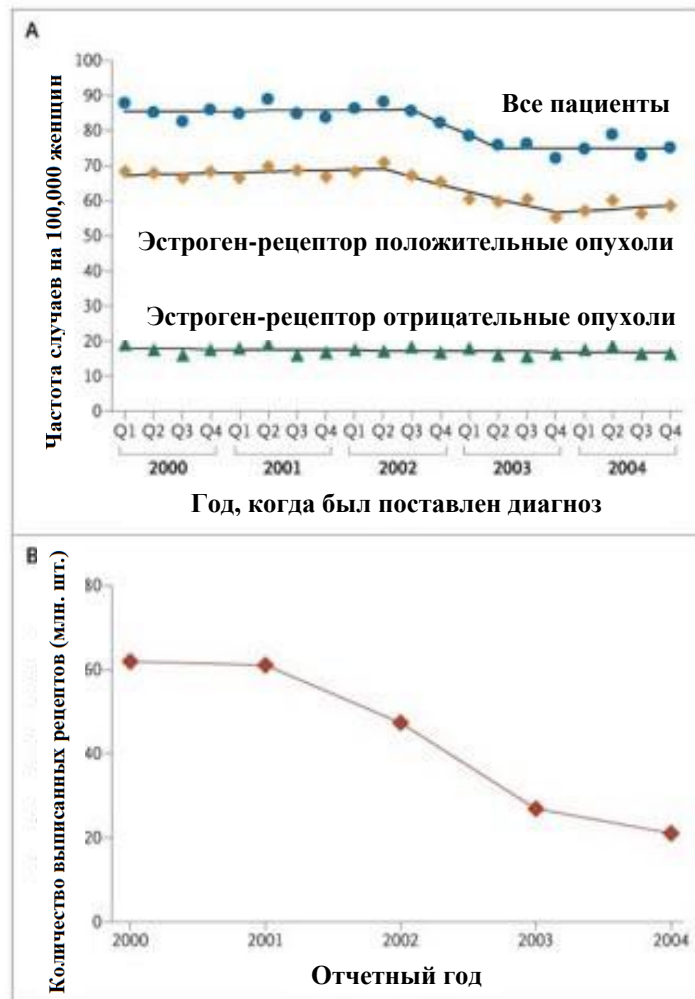 A
Частота случаев на 100,000 женщин
100
90
80
70
60
50
40
30
20
10
0
Все пациенты
Эстроген-рецептор положительные опухоли
Эстроген-рецептор отрицательные опухоли
Q1 Q2 Q3 Q4 Q1 Q2 Q3 Q4 Q1 Q2 Q3 Q4 Q1 Q2 Q3 Q4 Q1 Q2 Q3 Q4
2000 2001 2002 2003 2004
Год, когда был поставлен диагноз
B
Количество выписанных рецептов (млн. шт.)
80
60
40
20
0
2000 2001 2002 2003 2004
Отчетный год